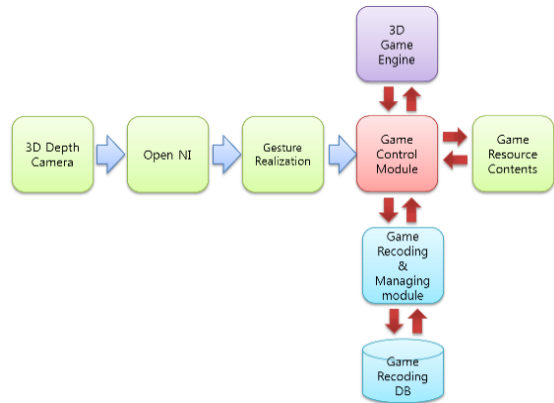 3D
Game
Engine
3D Depth
Camera
Open NI
Gesture
Realization
Game
Control
Module
Game
Resource
Contents
Game
Recoding
&
Managing
module
Game
Recoding
DB